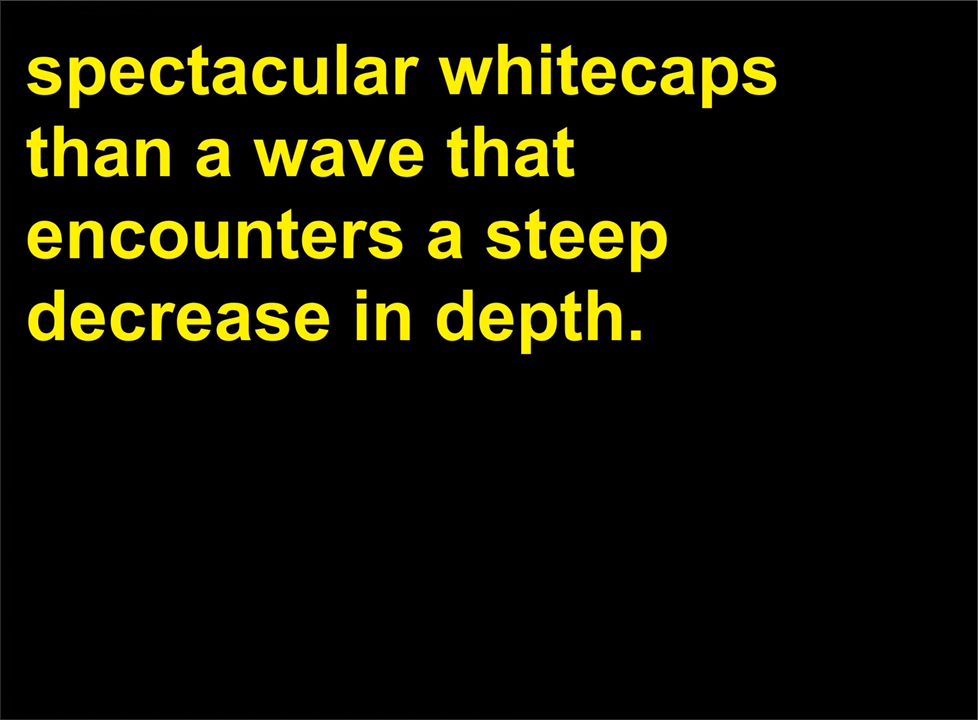 spectacular whitecaps
than a wave that
encounters a steep
decrease in depth.